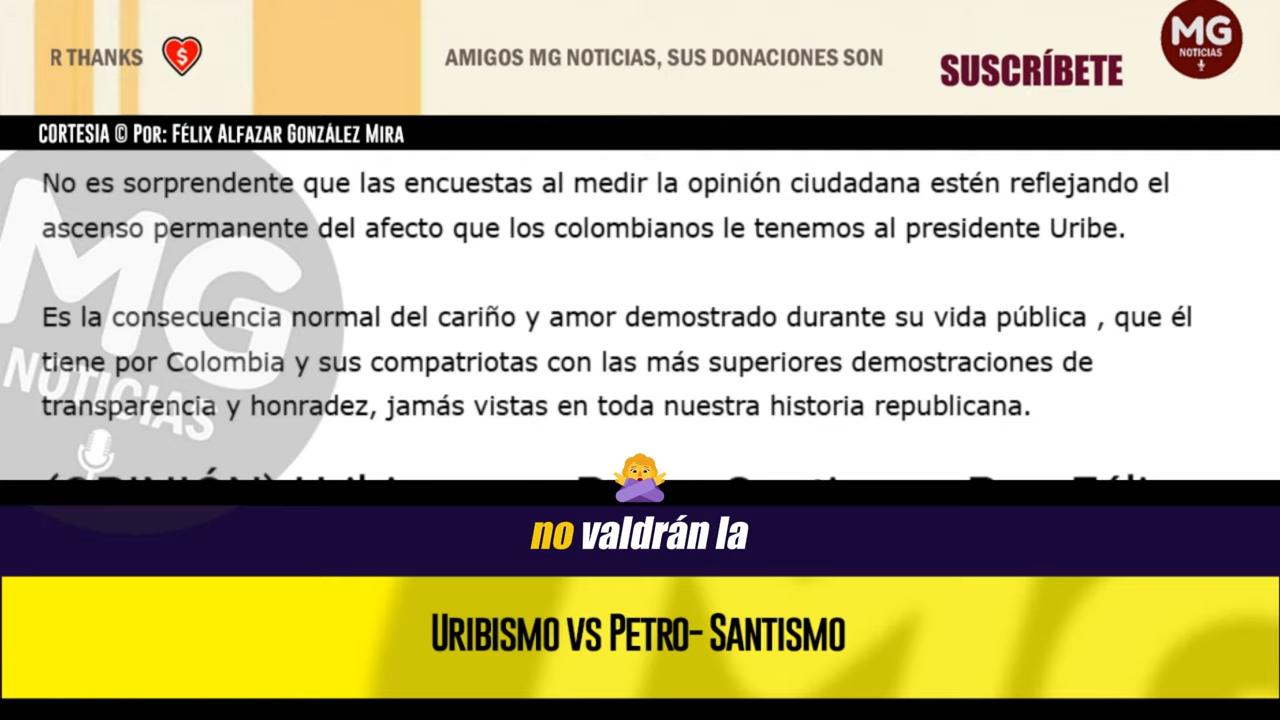 R THANKS
AMIGOS MG NOTICIAS, SUS DONACIONES SON
SUSCRÍBETE
MG
NOTICIAS
CORTESIA © Por: Félix Alfazar González Mira
No es sorprendente que las encuestas al medir la opinión ciudadana estén reflejando el
ascenso permanente del afecto que los colombianos le tenemos al presidente Uribe.
Es la consecuencia normal del cariño y amor demostrado durante su vida pública , que él
tiene por Colombia y sus compatriotas con las más superiores demostraciones de
transparencia y honradez, jamás vistas en toda nuestra historia republicana.
MG
NOTICIAS
no valdrán la
Uribismo vs Petro- Santismo